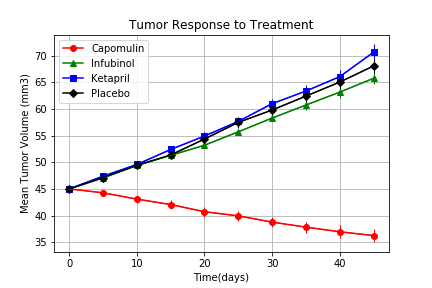 Tumor Response to Treatment
Capomulin
Infubinol
Ketapril
Placebo
Mean Tumor Volume (mm3)
70
65
60
55
50
45
40
35
0
10
20
30
40
Time(days)